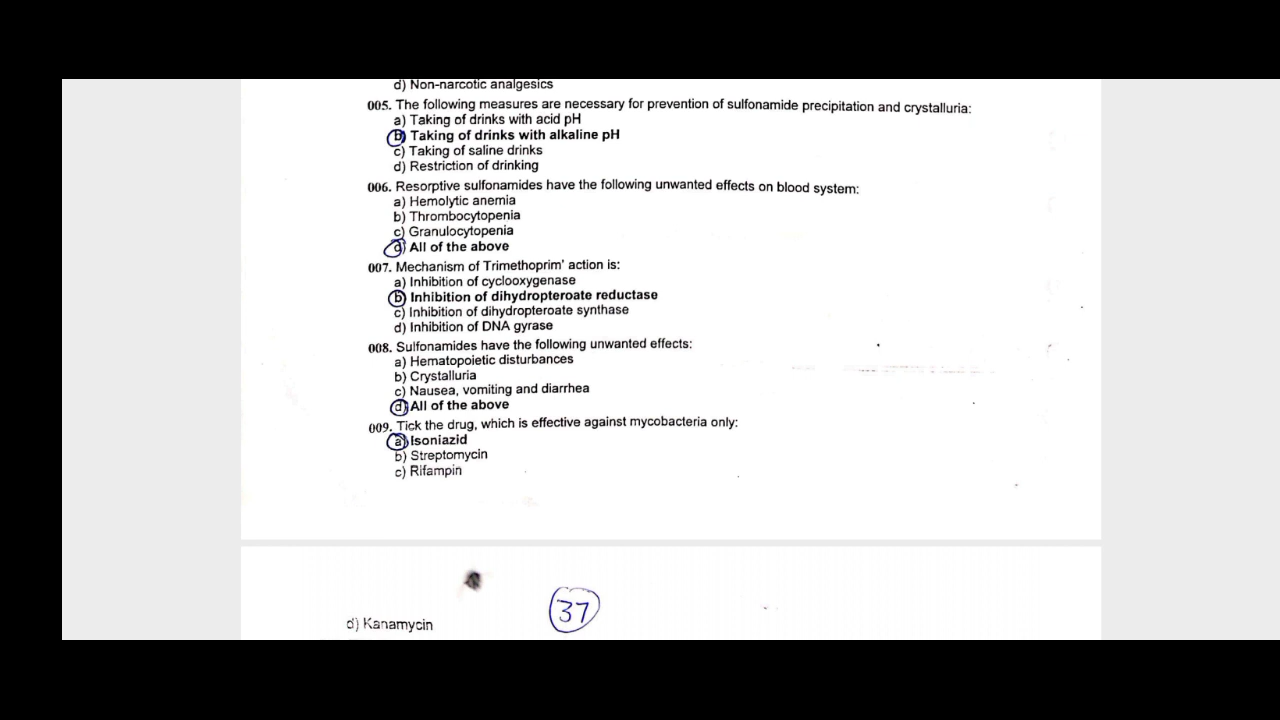 d) Non-narcotic analgesics
005. The following measures are necessary for prevention of sulfonamide precipitation and crystalluria:
a) Taking of drinks with acid pH
b) Taking of drinks with alkaline pH
c) Taking of saline drinks
d) Restriction of drinking
006. Resorptive sulfonamides have the following unwanted effects on blood system:
a) Hemolytic anemia
b) Thrombocytopenia
c) Granulocytopenia
d) All of the above
007. Mechanism of Trimethoprim' action is:
a) Inhibition of cyclooxygenase
b) Inhibition of dihydropteroate reductase
c) Inhibition of dihydropteroate synthase
d) Inhibition of DNA gyrase
008. Sulfonamides have the following unwanted effects:
a) Hematopoietic disturbances
b) Crystalluria
c) Nausea, vomiting and diarrhea
d) All of the above
009. Tick the drug, which is effective against mycobacteria only:
a) Isoniazid
b) Streptomycin
c) Rifampin
37
d) Kanamycin